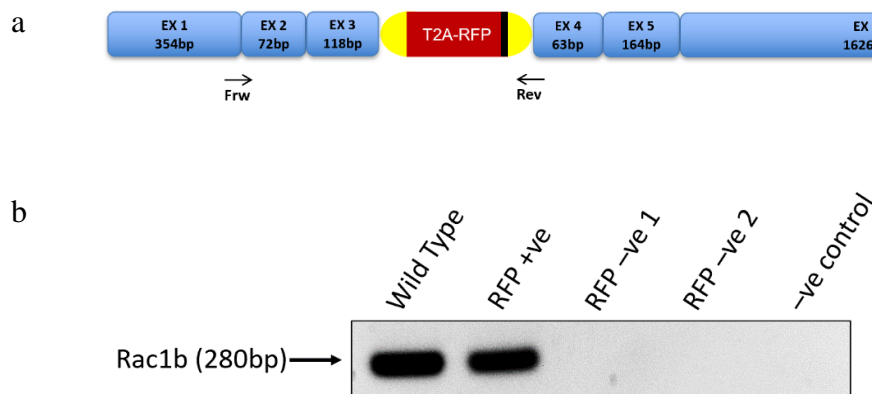 a
EX 1
354bp
EX 2
72bp
EX 3
118bp
T2A-RFP
EX 4
63bp
EX 5
164bp
EX
1626
Frw
Rev
b
Wild Type
RFP +ve
RFP –ve 1
RFP –ve 2
–ve control
Rac1b (280bp)